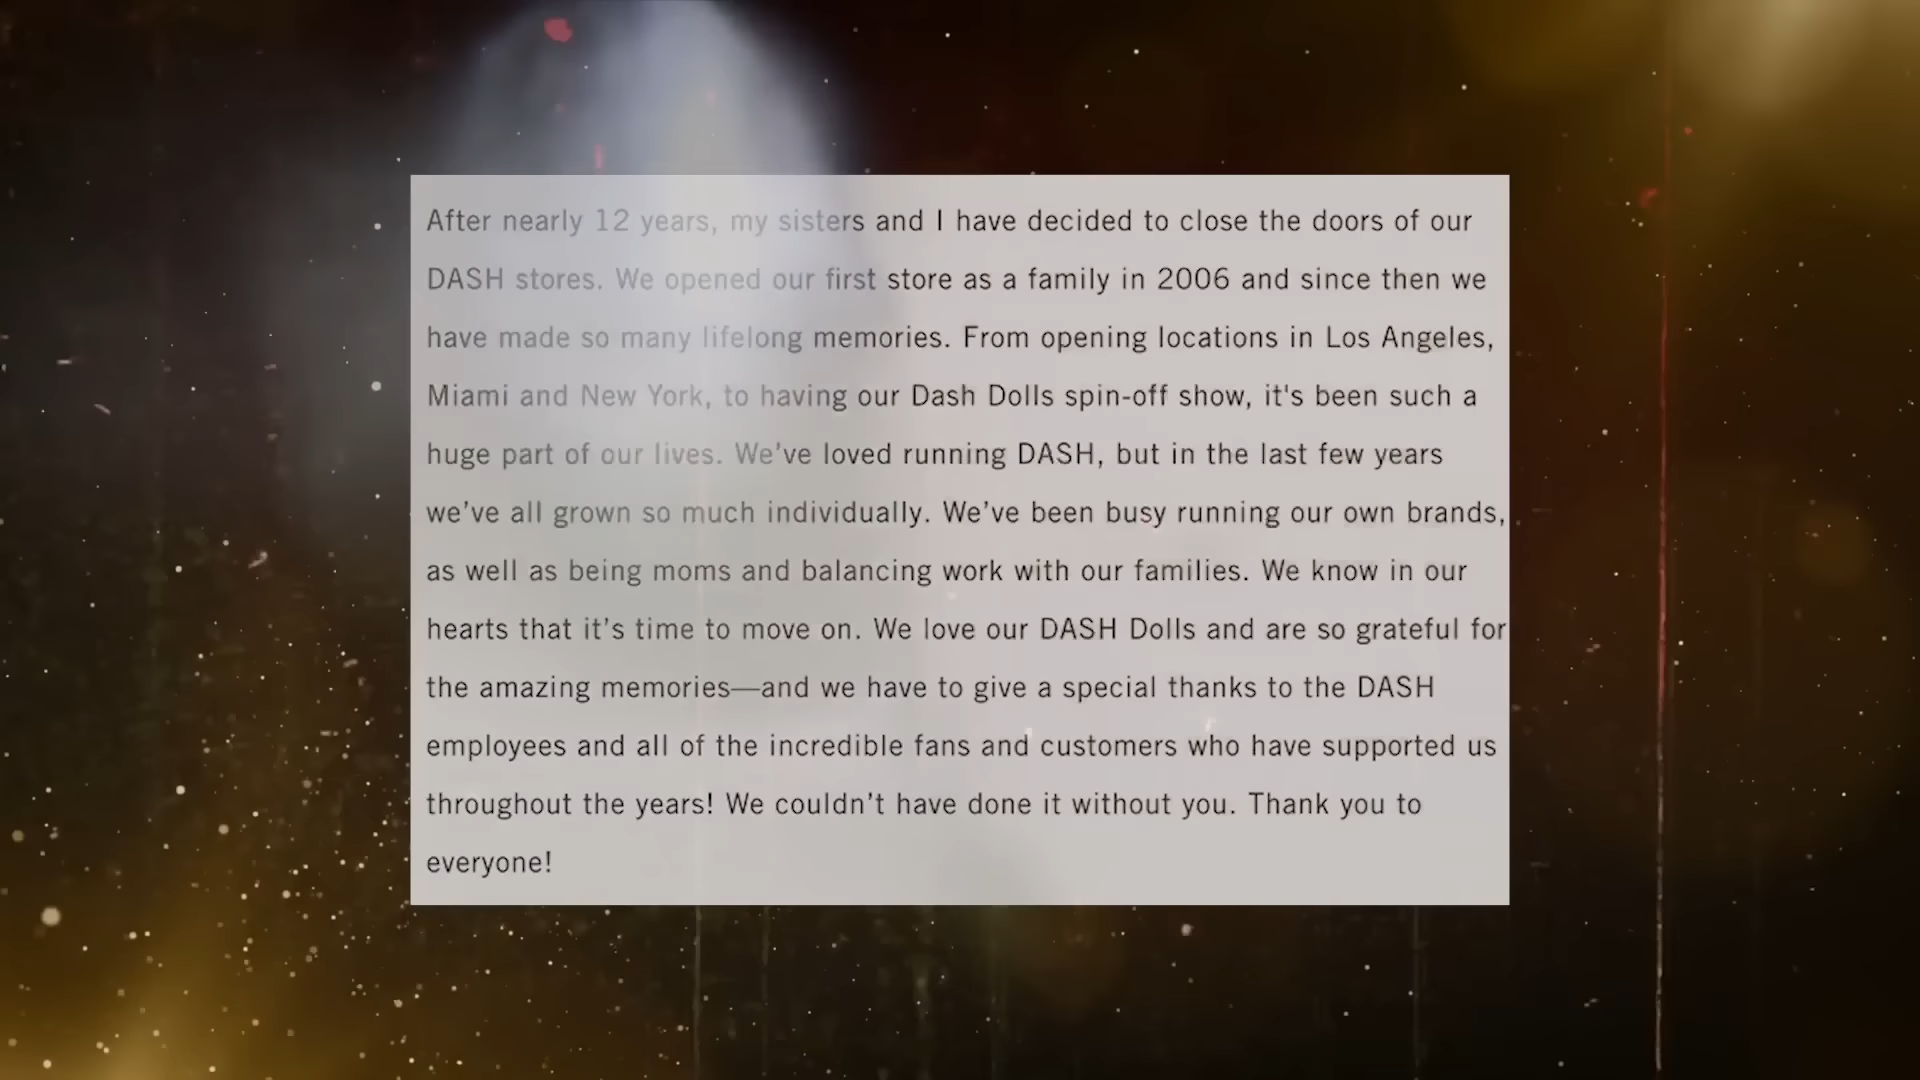 After nearly 12 years, my sisters and I have decided to close the doors of our
DASH stores. We opened our first store as a family in 2006 and since then we
have made so many lifelong memories. From opening locations in Los Angeles,
Miami and New York, to having our Dash Dolls spin-off show, it's been such a
huge part of our lives. We've loved running DASH, but in the last few years
we’ve all grown so much individually. We’ve been busy running our own brands,
as well as being moms and balancing work with our families. We know in our
hearts that it’s time to move on. We love our DASH Dolls and are so grateful for
the amazing memories—and we have to give a special thanks to the DASH
employees and all of the incredible fans and customers who have supported us
throughout the years! We couldn’t have done it without you. Thank you to
everyone!